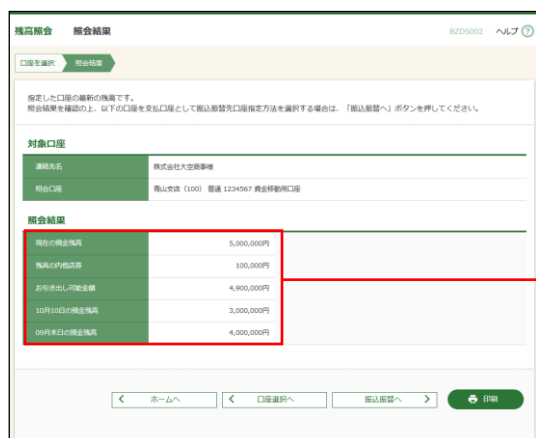 残高照会 照会結果 BZDS002 ヘルプ ?
口座を選択 照会結果
指定した口座の最新の残高です。
照会結果を確認の上、以下の口座を支払口座として振込振替先口座指定方法を選択する場合は、「振込振替へ」ボタンを押してください。
対象口座
連絡先名 株式会社大空商事様
照会口座 青山支店（100） 普通 1234567 資金移動用口座
照会結果
現在の預金残高 5,000,000円
残高の内他店券 100,000円
お引き出し可能金額 4,900,000円
10月10日の預金残高 3,000,000円
09月末日の預金残高 4,000,000円
ホームへ 口座選択へ 振込振替へ 印刷